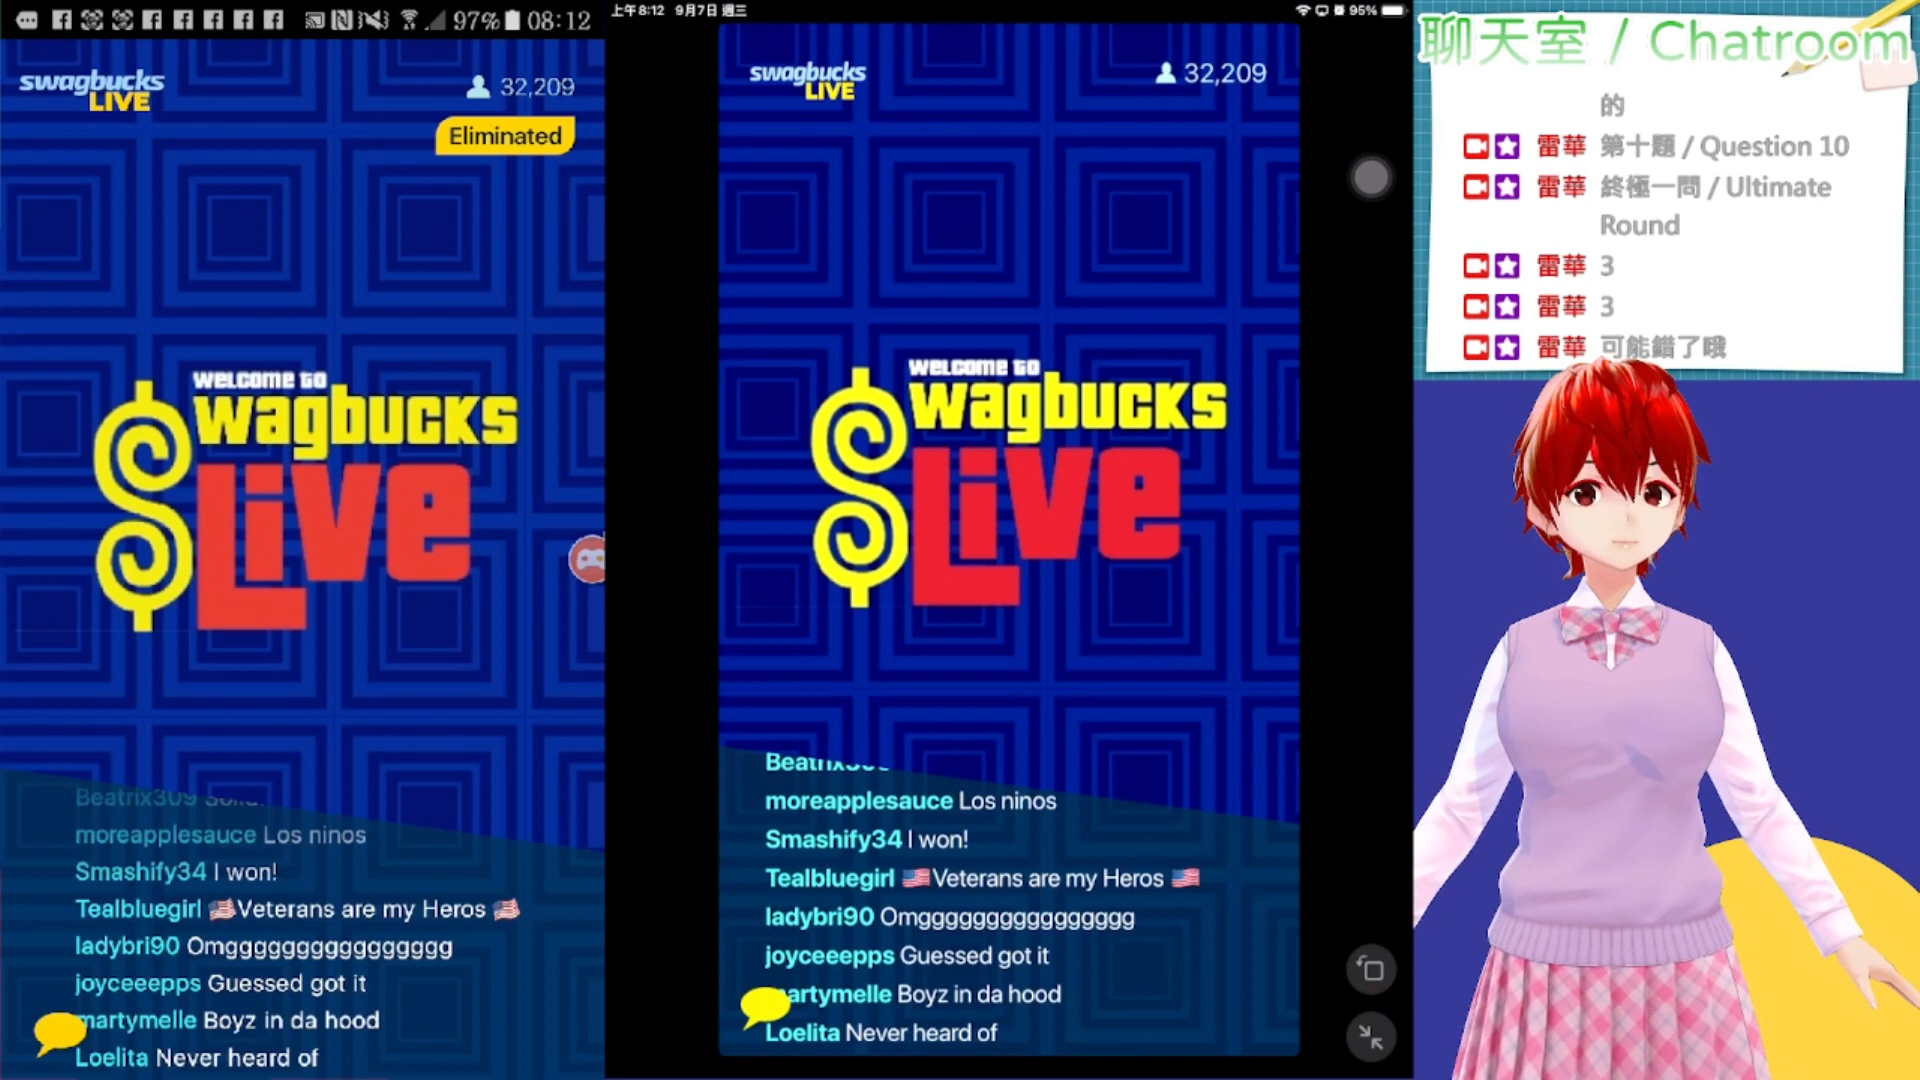 97% 08:12
swagbucks
LIVE
32,209
Eliminated
WELCOME TO
wagbucks
Live
Beatrix309
moreapplesauce Los ninos
Smashify34 I won!
Tealbluegirl 🇺🇸Veterans are my Heros 🇺🇸
ladybri90 Omggggggggggggggggg
joyceeepps Guessed got it
martymelle Boyz in da hood
Loelita Never heard of
上午8:12 9月7日 週三
95%
swagbucks
LIVE
32,209
WELCOME TO
wagbucks
Live
moreapplesauce Los ninos
Smashify34 I won!
Tealbluegirl 🇺🇸Veterans are my Heros 🇺🇸
ladybri90 Omggggggggggggggggg
joyceeepps Guessed got it
artymelle Boyz in da hood
Loelita Never heard of
聊天室 / Chatroom
的
雷華 第十題 / Question 10
雷華 終極一問 / Ultimate
Round
雷華 3
雷華 3
雷華 可能錯了哦